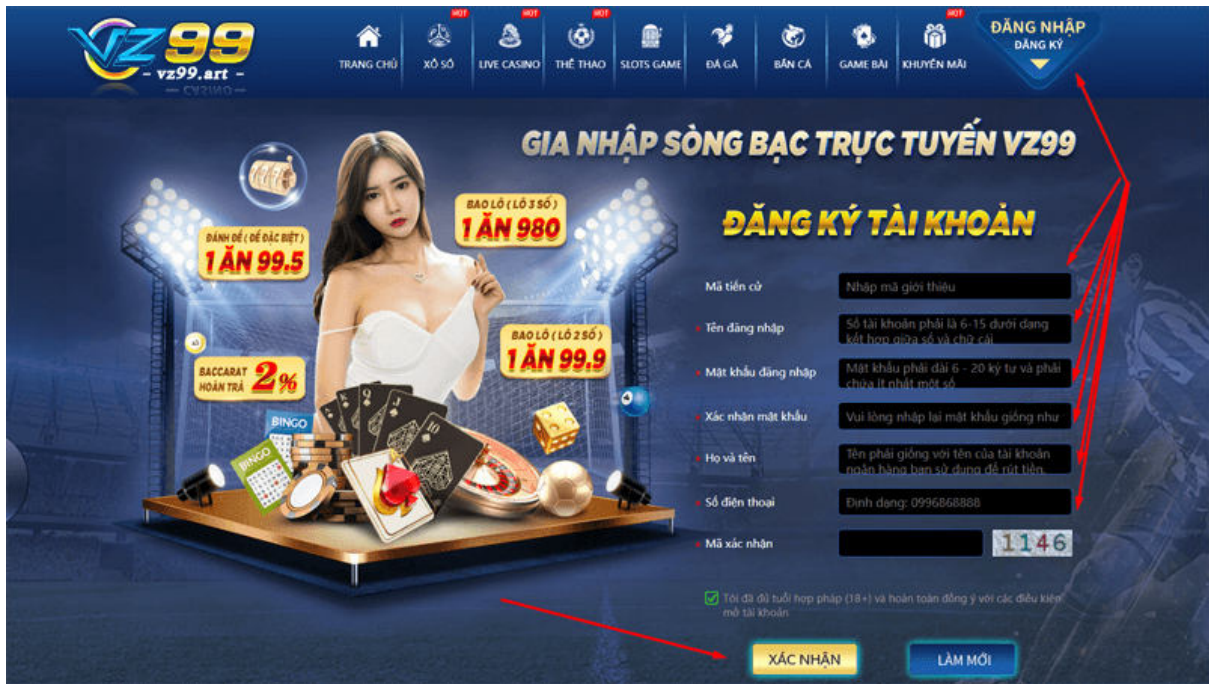 VZ99
- vz99.art -
CASINO
TRANG CHỦ
XỔ SỐ
HOT
LIVE CASINO
HOT
THỂ THAO
HOT
SLOTS GAME
ĐÁ GÀ
BẮN CÁ
GAME BÀI
KHUYẾN MÃI
HOT
ĐĂNG NHẬP
ĐĂNG KÝ
GIA NHẬP SÒNG BẠC TRỰC TUYẾN VZ99
ĐÁNH ĐỀ ( ĐỀ ĐẶC BIỆT )
1 ĂN 99.5
BAO LÔ ( LÔ 3 SỐ )
1 ĂN 980
BAO LÔ ( LÔ 2 SỐ )
1 ĂN 99.9
BACCARAT
HOÀN TRẢ 2%
BINGO
BINGO
K
Q
J
10
4
ĐĂNG KÝ TÀI KHOẢN
Mã tiến cử
Nhập mã giới thiệu
Tên đăng nhập
Số tài khoản phải là 6-15 dưới dạng
kết hợp giữa số và chữ cái
Mật khẩu đăng nhập
Mật khẩu phải dài 6 - 20 ký tự và phải
chứa ít nhất một số
Xác nhận mật khẩu
Vui lòng nhập lại mật khẩu giống như
Họ và tên
Tên phải giống với tên của tài khoản
ngân hàng bạn sử dụng để rút tiền.
Số điện thoại
Định dạng: 0996868888
Mã xác nhận
1146
Tôi đã đủ tuổi hợp pháp (18+) và hoàn toàn đồng ý với các điều kiện
mở tài khoản
XÁC NHẬN
LÀM MỚI